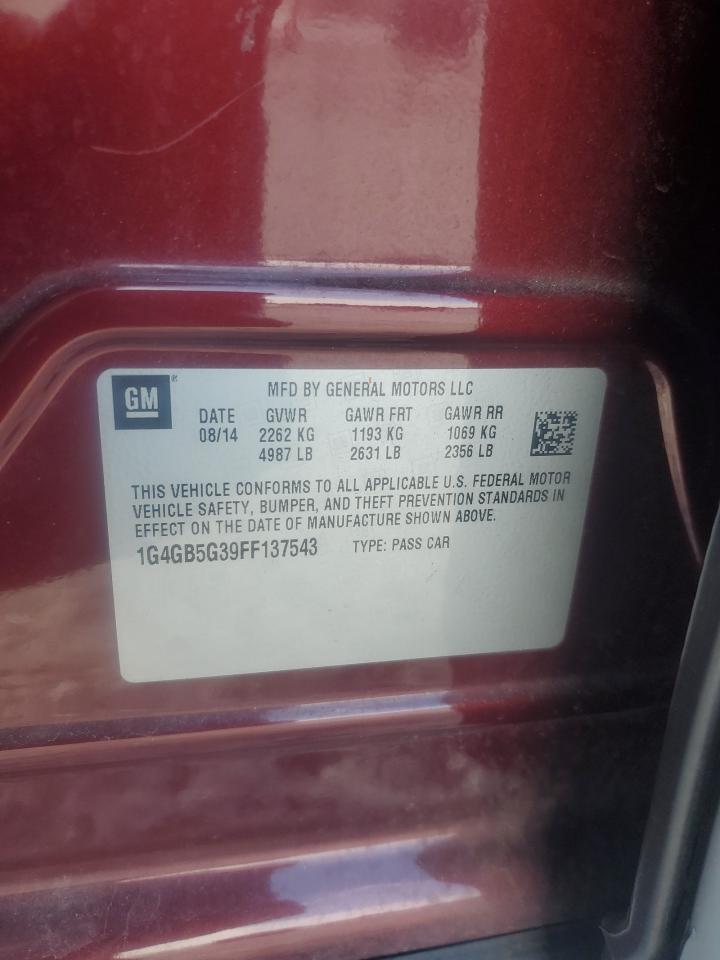 GM®
MFD BY GENERAL MOTORS LLC
DATE GVWR GAWR FRT GAWR RR
08/14 2262 KG 1193 KG 1069 KG
4987 LB 2631 LB 2356 LB
THIS VEHICLE CONFORMS TO ALL APPLICABLE U.S. FEDERAL MOTOR
VEHICLE SAFETY, BUMPER, AND THEFT PREVENTION STANDARDS IN
EFFECT ON THE DATE OF MANUFACTURE SHOWN ABOVE.
1G4GB5G39FF137543 TYPE: PASS CAR